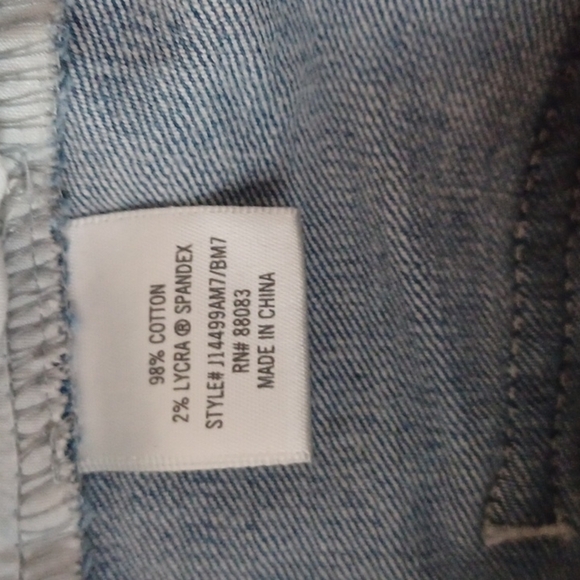 98% COTTON
2% LYCRA ® SPANDEX
STYLE# J14499AM7/BM7
RN# 88083
MADE IN CHINA